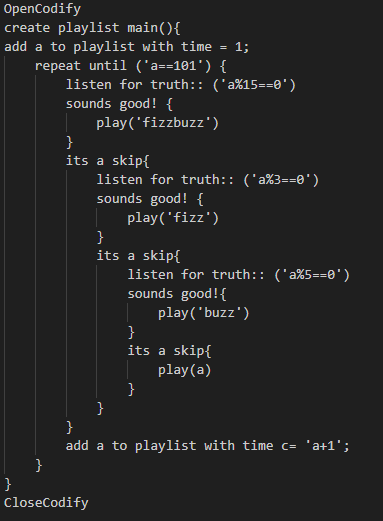 OpenCodify
create playlist main(){
add a to playlist with time = 1;
    repeat until ('a==101') {
        listen for truth:: ('a%15==0')
        sounds good! {
            play('fizzbuzz')
        }
        its a skip{
            listen for truth:: ('a%3==0')
            sounds good! {
                play('fizz')
            }
            its a skip{
                listen for truth:: ('a%5==0')
                sounds good!{
                    play('buzz')
                }
                its a skip{
                    play(a)
                }
            }
        }
        add a to playlist with time c= 'a+1';
    }
}
CloseCodify